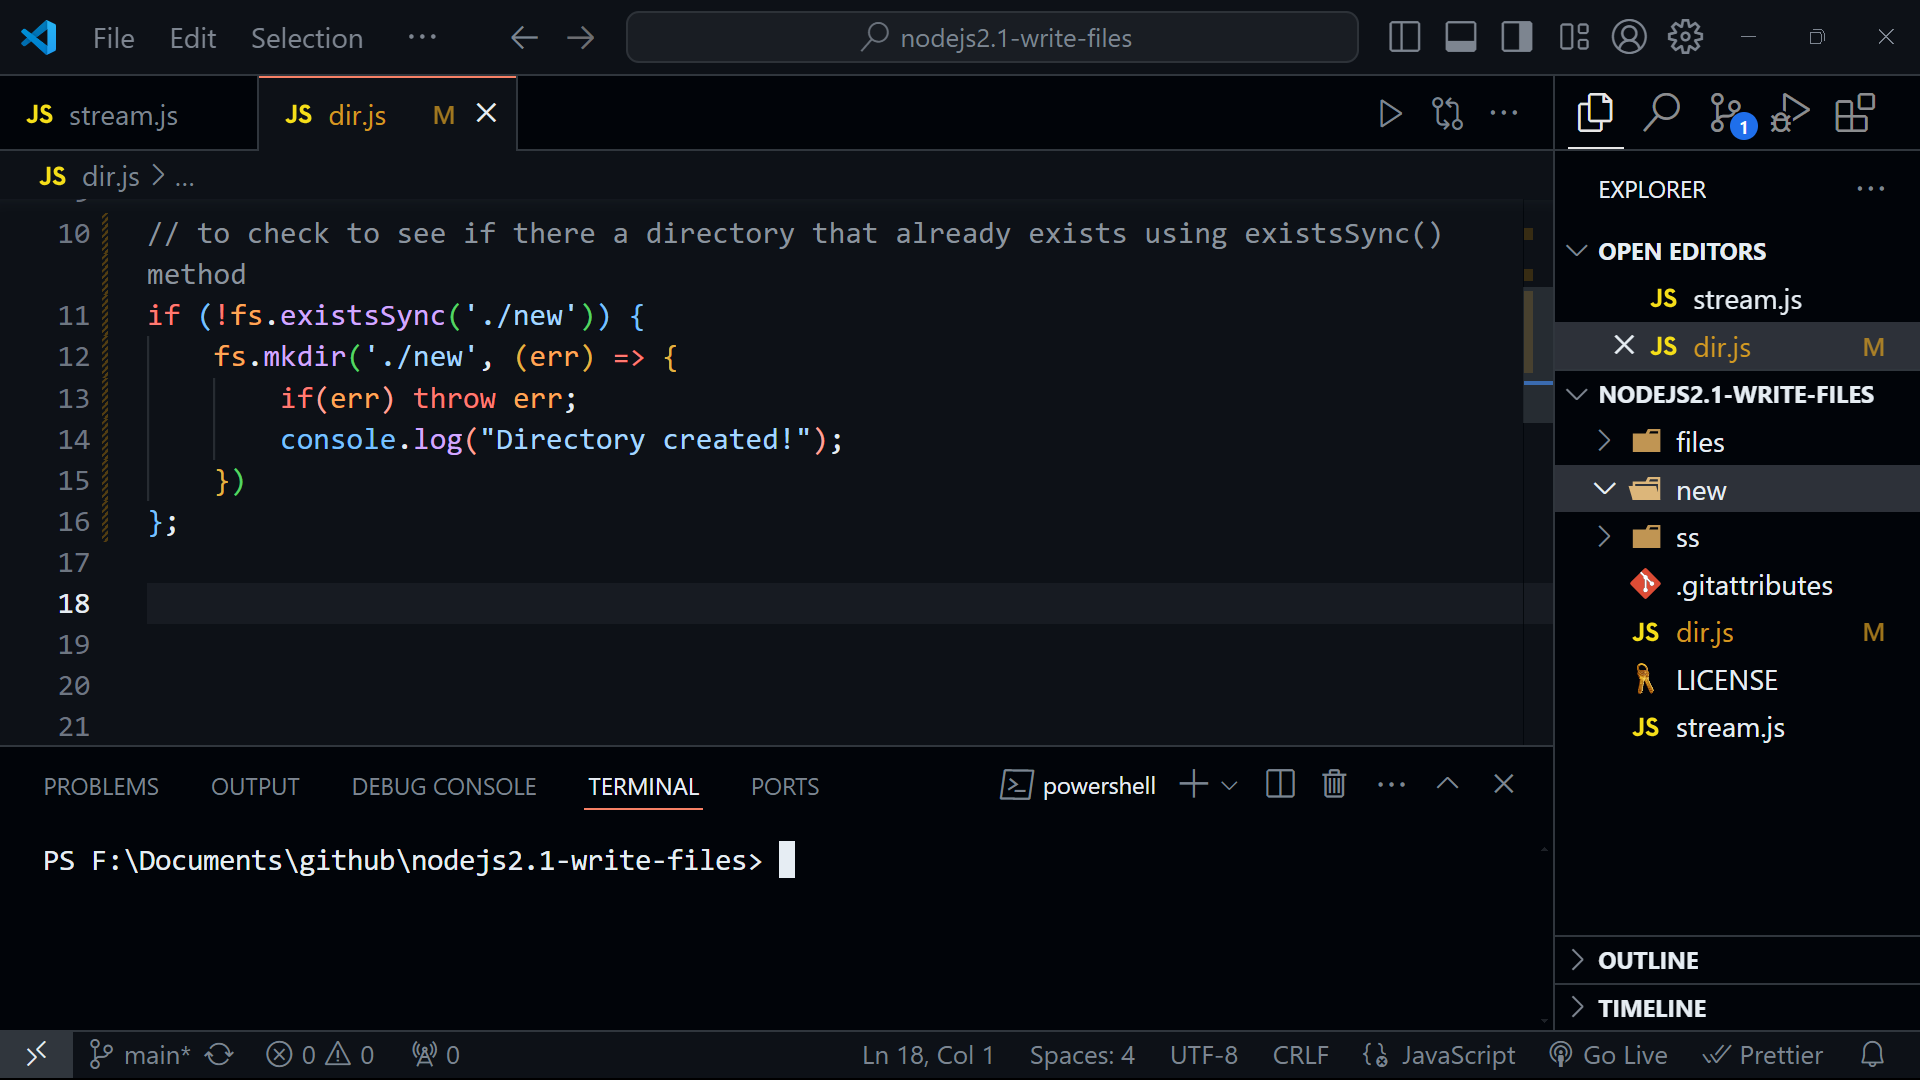 File Edit Selection ··· nodejs2.1-write-files
JS stream.js JS dir.js M
JS dir.js > ...
10 // to check to see if there a directory that already exists using existsSync()
method
11 if (!fs.existsSync('./new')) {
12 fs.mkdir('./new', (err) => {
13 if(err) throw err;
14 console.log("Directory created!");
15 })
16 };
17
18
19
20
21
PROBLEMS OUTPUT DEBUG CONSOLE TERMINAL PORTS powershell
PS F:\Documents\github\nodejs2.1-write-files>
1
EXPLORER
OPEN EDITORS
JS stream.js
JS dir.js M
NODEJS2.1-WRITE-FILES
files
new
ss
.gitattributes
JS dir.js M
LICENSE
JS stream.js
OUTLINE
TIMELINE
main* 0 0 0 Ln 18, Col 1 Spaces: 4 UTF-8 CRLF JavaScript Go Live Prettier